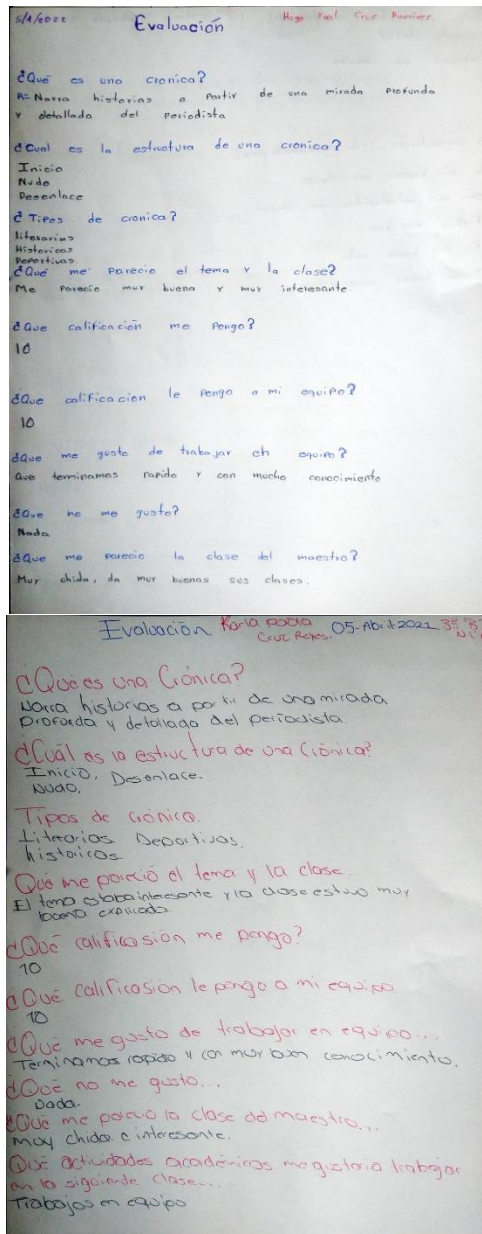 5/4/2021 Evaluación Hugo Yael Cruz Ramirez
¿Qué es una cronica?
R= Narra historias a partir de una mirada profunda
y detallada del periodista
¿Cual es la estructura de una cronica?
Inicio
Nudo
Desenlace
¿Tipos de cronica?
literarias
Historicas
Deportivas
¿Qué me parecio el tema y la clase?
Me parecio muy buena y muy interesante
¿Que calificación me pongo?
10
¿Que calificacion le pongo a mi equipo?
10
¿Que me gusto de trabajar en equipo?
Que terminamos rapido y con mucho conocimiento
¿Que no me gusto?
Nada
¿Que me parecio la clase del maestro?
Muy chida, da muy buenas sus clases.
Evaluación Karla paola 05-Abril-2021 3º
Cruz Reyes.
¿Qué es una Crónica?
Narra historias a partir de una mirada
profunda y detallada del periodista.
¿Cuál es la estructura de una Crónica?
Inicio, Desenlace.
Nudo,
Tipos de crónica.
Literarias Deportivas.
historicas
Qué me pareció el tema y la clase...
El tema estaba interesante y la clase estuvo muy
buena explicada.
¿Qué calificasión me pongo?
10
¿Qué calificasión le pongo a mi equipo
10
¿Qué me gusto de trabajar en equipo...
Terminamos rapido y con muy buen conocimiento.
¿Qué no me gusto...
Nada.
¿Qué me pareció la clase del maestro...
Muy chida e interesante.
Qué actividades académicas me gustaria trabajar
en la siguiente clase...
Trabajos en equipo